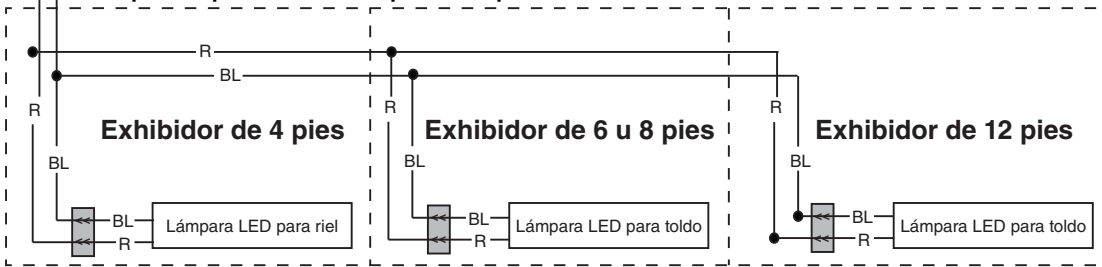 R
BL
R
R
R
Exhibidor de 4 pies
Exhibidor de 6 u 8 pies
Exhibidor de 12 pies
BL
BL
BL
BL
Lámpara LED para riel
R
BL
Lámpara LED para toldo
R
BL
Lámpara LED para toldo
R